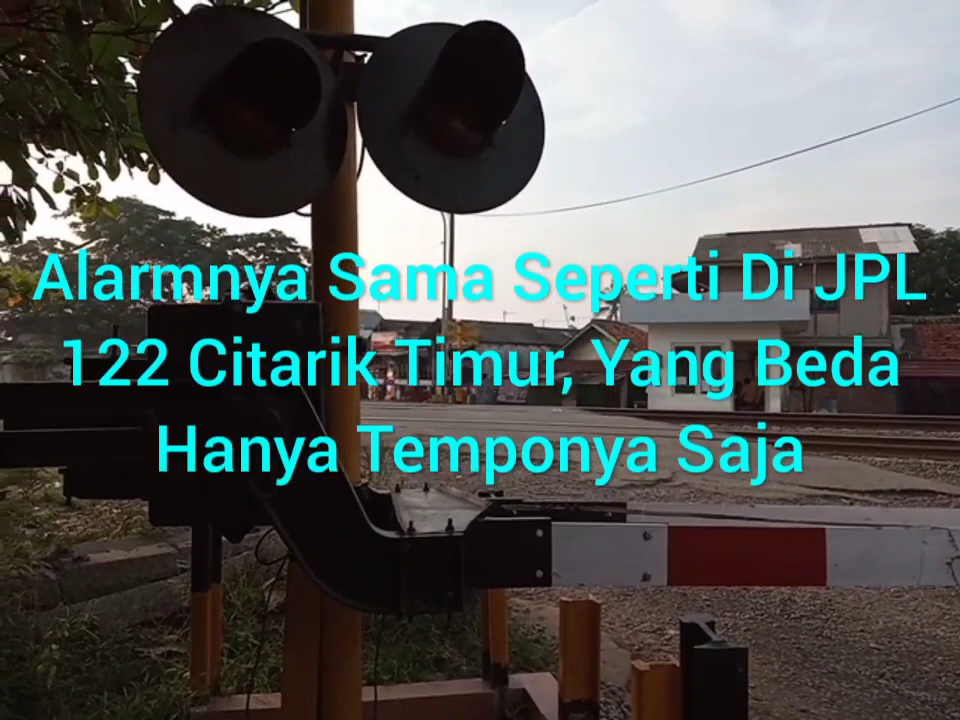 Alarmnya Sama Seperti Di JPL
122 Citarik Timur, Yang Beda
Hanya Temponya Saja